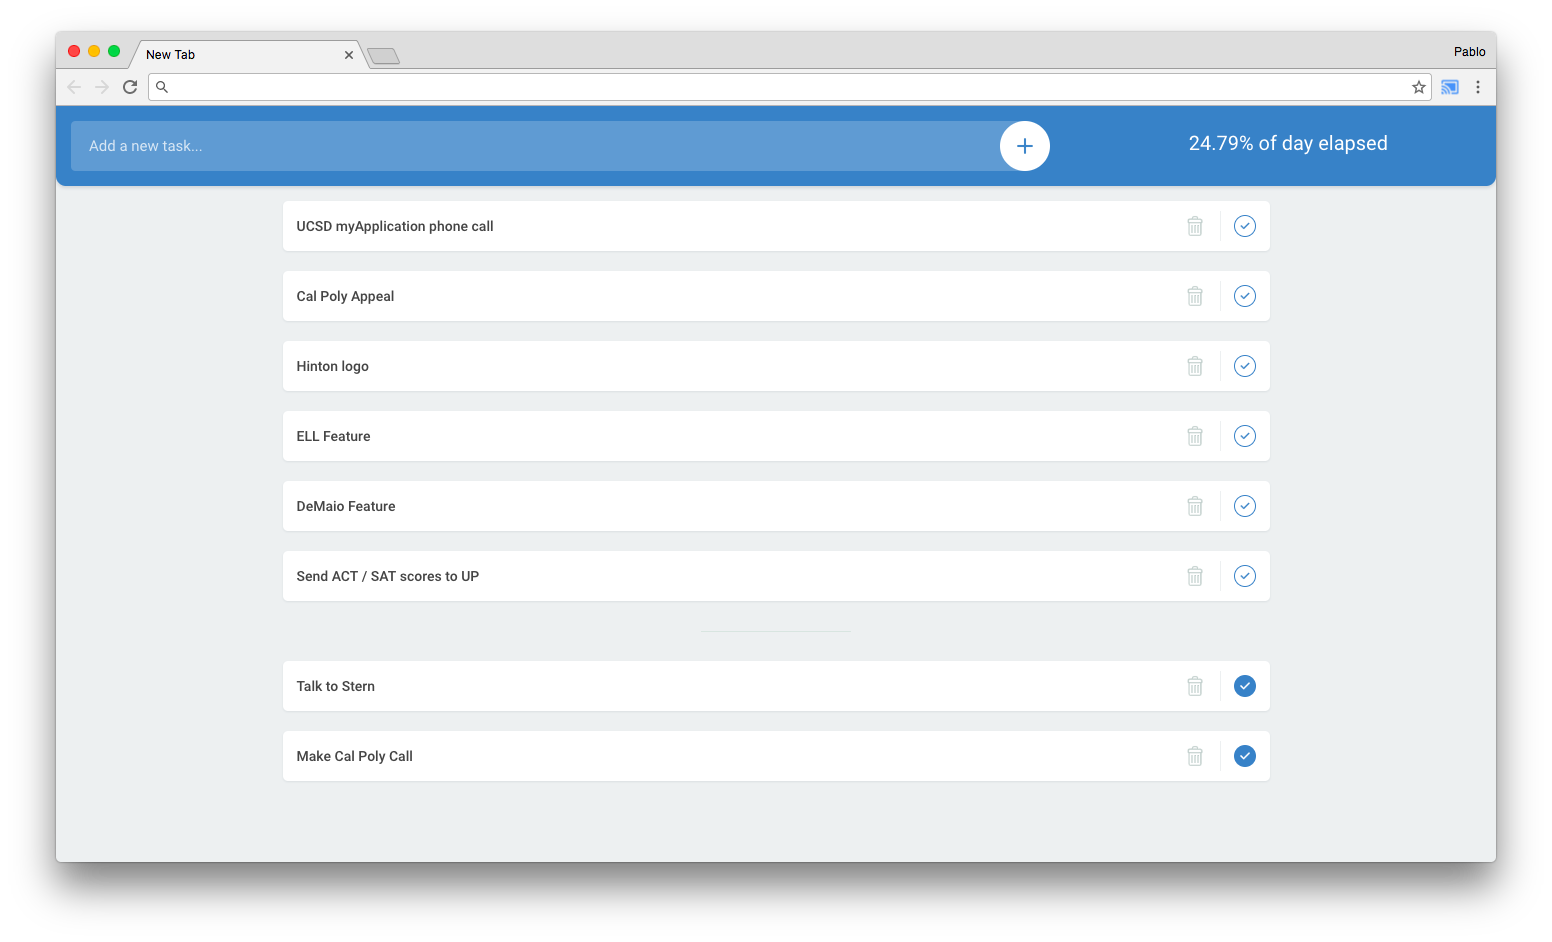 New Tab
Pablo
Add a new task...
24.79% of day elapsed
UCSD myApplication phone call
Cal Poly Appeal
Hinton logo
ELL Feature
DeMaio Feature
Send ACT / SAT scores to UP
Talk to Stern
Make Cal Poly Call